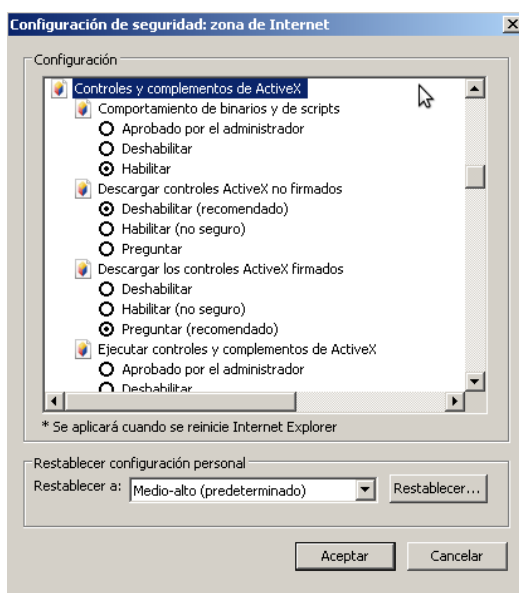 Configuración de seguridad: zona de Internet
Configuración
Controles y complementos de ActiveX
Comportamiento de binarios y de scripts
Aprobado por el administrador
Deshabilitar
Habilitar
Descargar controles ActiveX no firmados
Deshabilitar (recomendado)
Habilitar (no seguro)
Preguntar
Descargar los controles ActiveX firmados
Deshabilitar
Habilitar (no seguro)
Preguntar (recomendado)
Ejecutar controles y complementos de ActiveX
Aprobado por el administrador
Deshabilitar
* Se aplicará cuando se reinicie Internet Explorer
Restablecer configuración personal
Restablecer a: Medio-alto (predeterminado) Restablecer...
Aceptar Cancelar